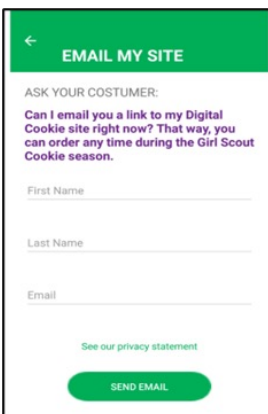 EMAIL MY SITE
ASK YOUR COSTUMER:
Can I email you a link to my Digital
Cookie site right now? That way, you
can order any time during the Girl Scout
Cookie season.
First Name
Last Name
Email
See our privacy statement
SEND EMAIL